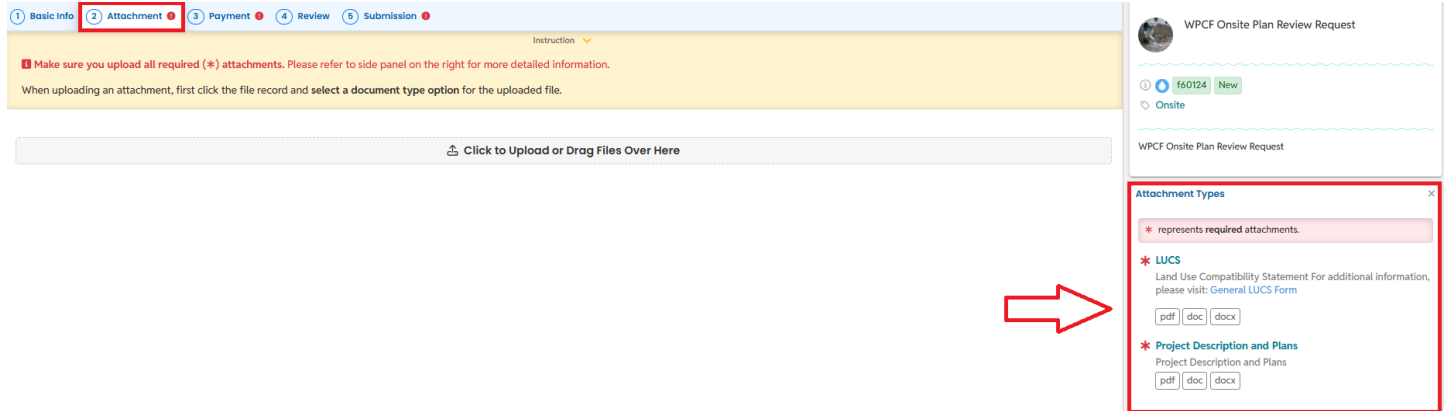 1 Basic Info 2 Attachment ! 3 Payment ! 4 Review 5 Submission !
Instruction
Make sure you upload all required (*) attachments. Please refer to side panel on the right for more detailed information.
When uploading an attachment, first click the file record and select a document type option for the uploaded file.
Click to Upload or Drag Files Over Here
WPCF Onsite Plan Review Request
f60124 New
Onsite
WPCF Onsite Plan Review Request
Attachment Types ×
* represents required attachments.
* LUCS
Land Use Compatibility Statement For additional information,
please visit: General LUCS Form
pdf doc docx
* Project Description and Plans
Project Description and Plans
pdf doc docx